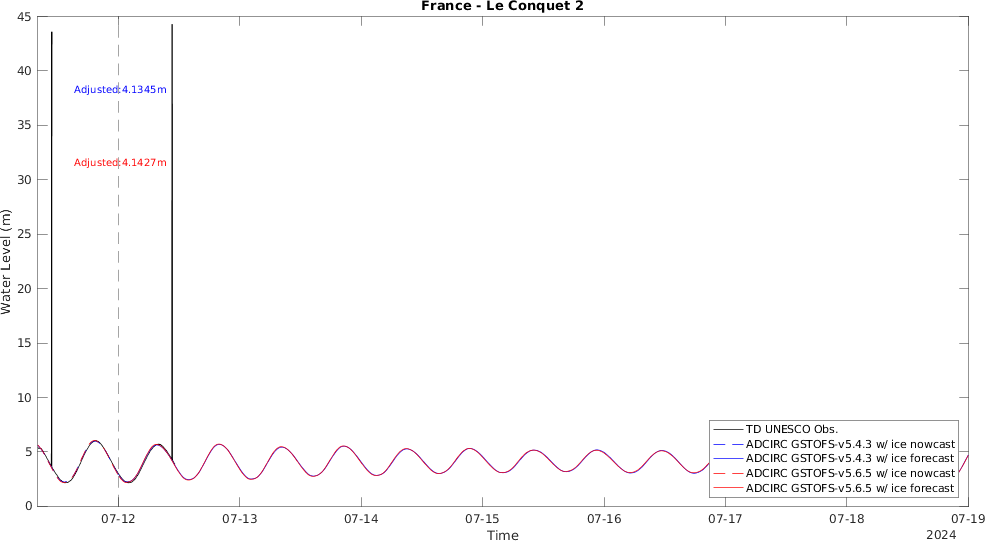 France - Le Conquet 2
45
40
35
30
25
20
15
10
5
0
Water Level (m)
Adjusted:4.1345m
Adjusted:4.1427m
TD UNESCO Obs.
ADCIRC GSTOFS-v5.4.3 w/ ice nowcast
ADCIRC GSTOFS-v5.4.3 w/ ice forecast
ADCIRC GSTOFS-v5.6.5 w/ ice nowcast
ADCIRC GSTOFS-v5.6.5 w/ ice forecast
07-12 07-13 07-14 07-15 07-16 07-17 07-18 07-19
Time
2024